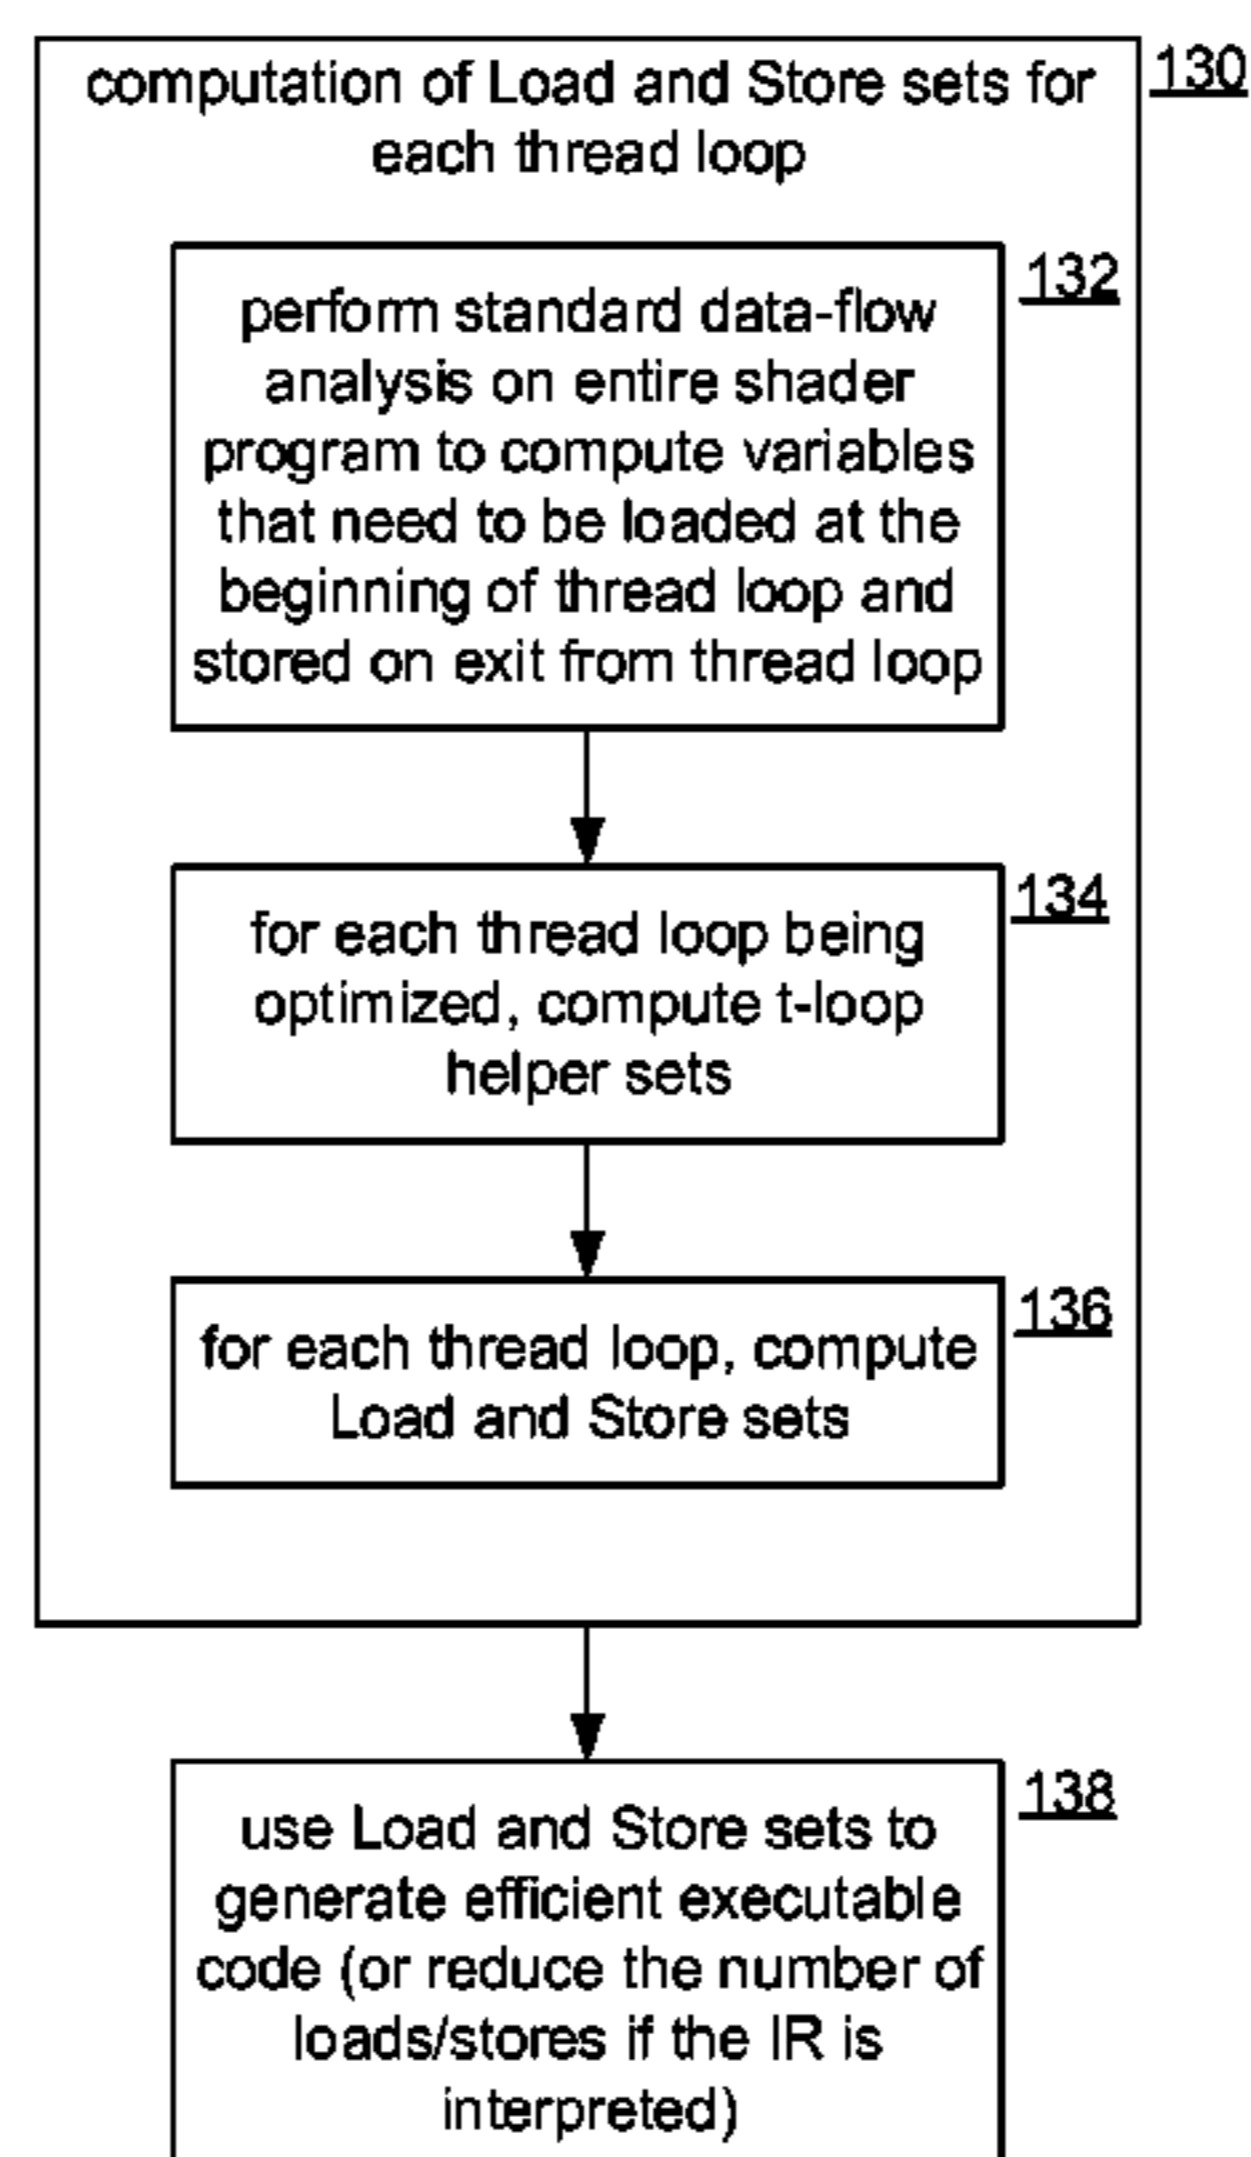 computation of Load and Store sets for
each thread loop
130
perform standard data-flow
analysis on entire shader
program to compute variables
that need to be loaded at the
beginning of thread loop and
stored on exit from thread loop
132
for each thread loop being
optimized, compute t-loop
helper sets
134
for each thread loop, compute
Load and Store sets
136
use Load and Store sets to
generate efficient executable
code (or reduce the number of
loads/stores if the IR is
interpreted)
138